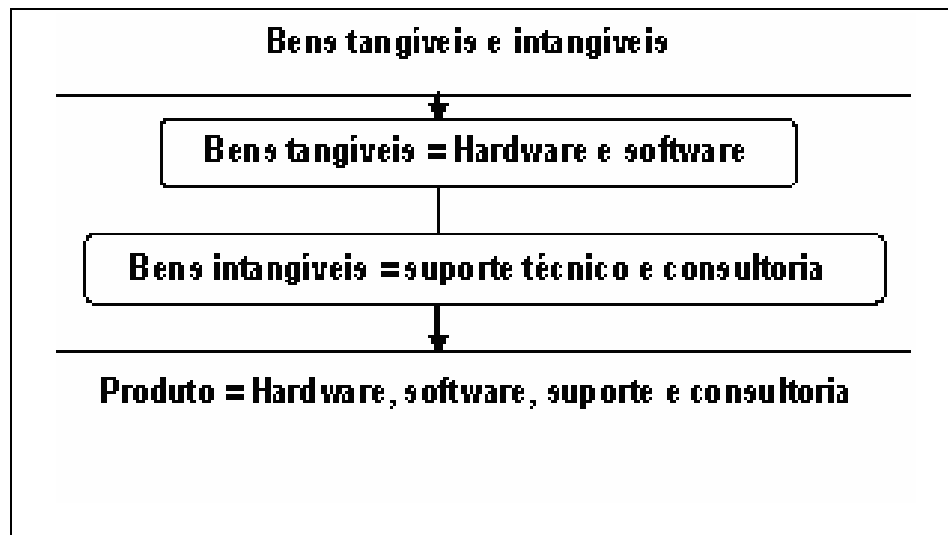 Bens tangíveis e intangíveis
Bens tangíveis = Hardware e software
Bens intangíveis =suporte técnico e consultoria
Produto = Hardware, software, suporte e consultoria